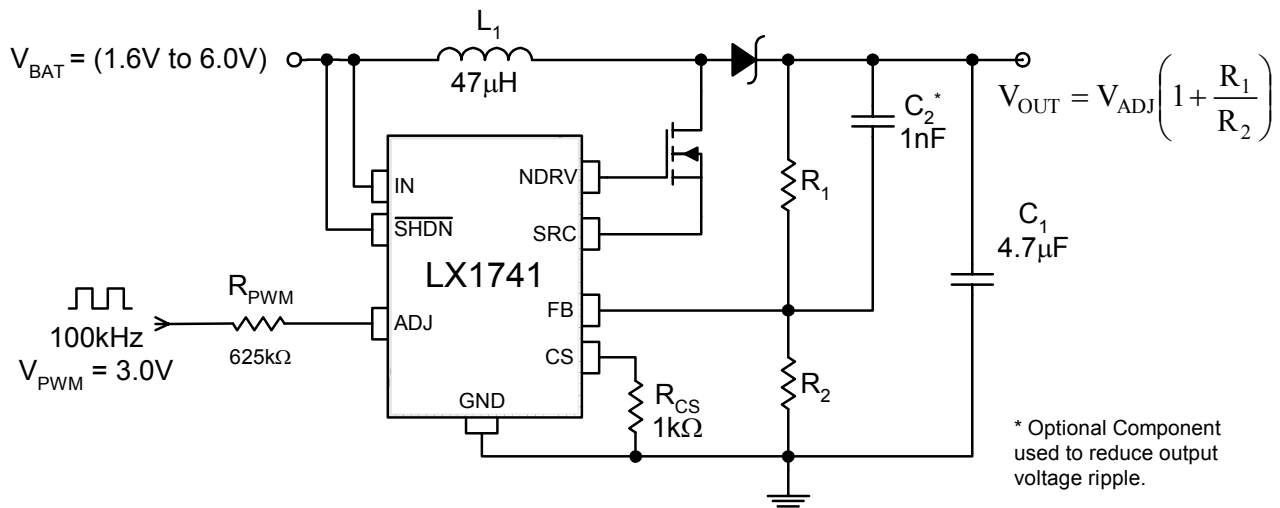 L1
VBAT = (1.6V to 6.0V)
47μH
VOUT = VADJ(1 + R1/R2)
C2*
1nF
IN
NDRV
R1
SHDN
SRC
C1
4.7μF
LX1741
RPWM
FB
ADJ
100kHz
625kΩ
CS
VPWM = 3.0V
R2
RCS
1kΩ
GND
* Optional Component
used to reduce output
voltage ripple.